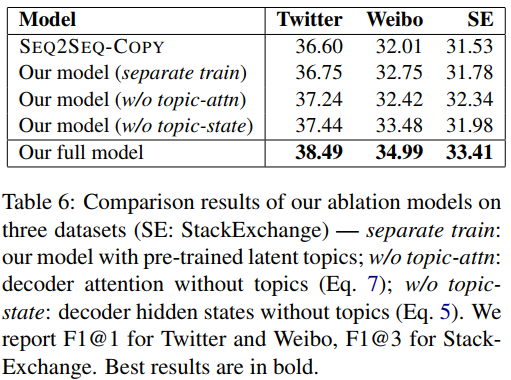 Model Twitter Weibo SE
SEQ2SEQ-COPY 36.60 32.01 31.53
Our model (separate train) 36.75 32.75 31.78
Our model (w/o topic-attn) 37.24 32.42 32.34
Our model (w/o topic-state) 37.44 33.48 31.98
Our full model 38.49 34.99 33.41
Table 6: Comparison results of our ablation models on
three datasets (SE: StackExchange) — separate train:
our model with pre-trained latent topics; w/o topic-attn:
decoder attention without topics (Eq. 7); w/o topic-
state: decoder hidden states without topics (Eq. 5). We
report F1@1 for Twitter and Weibo, F1@3 for Stack-
Exchange. Best results are in bold.